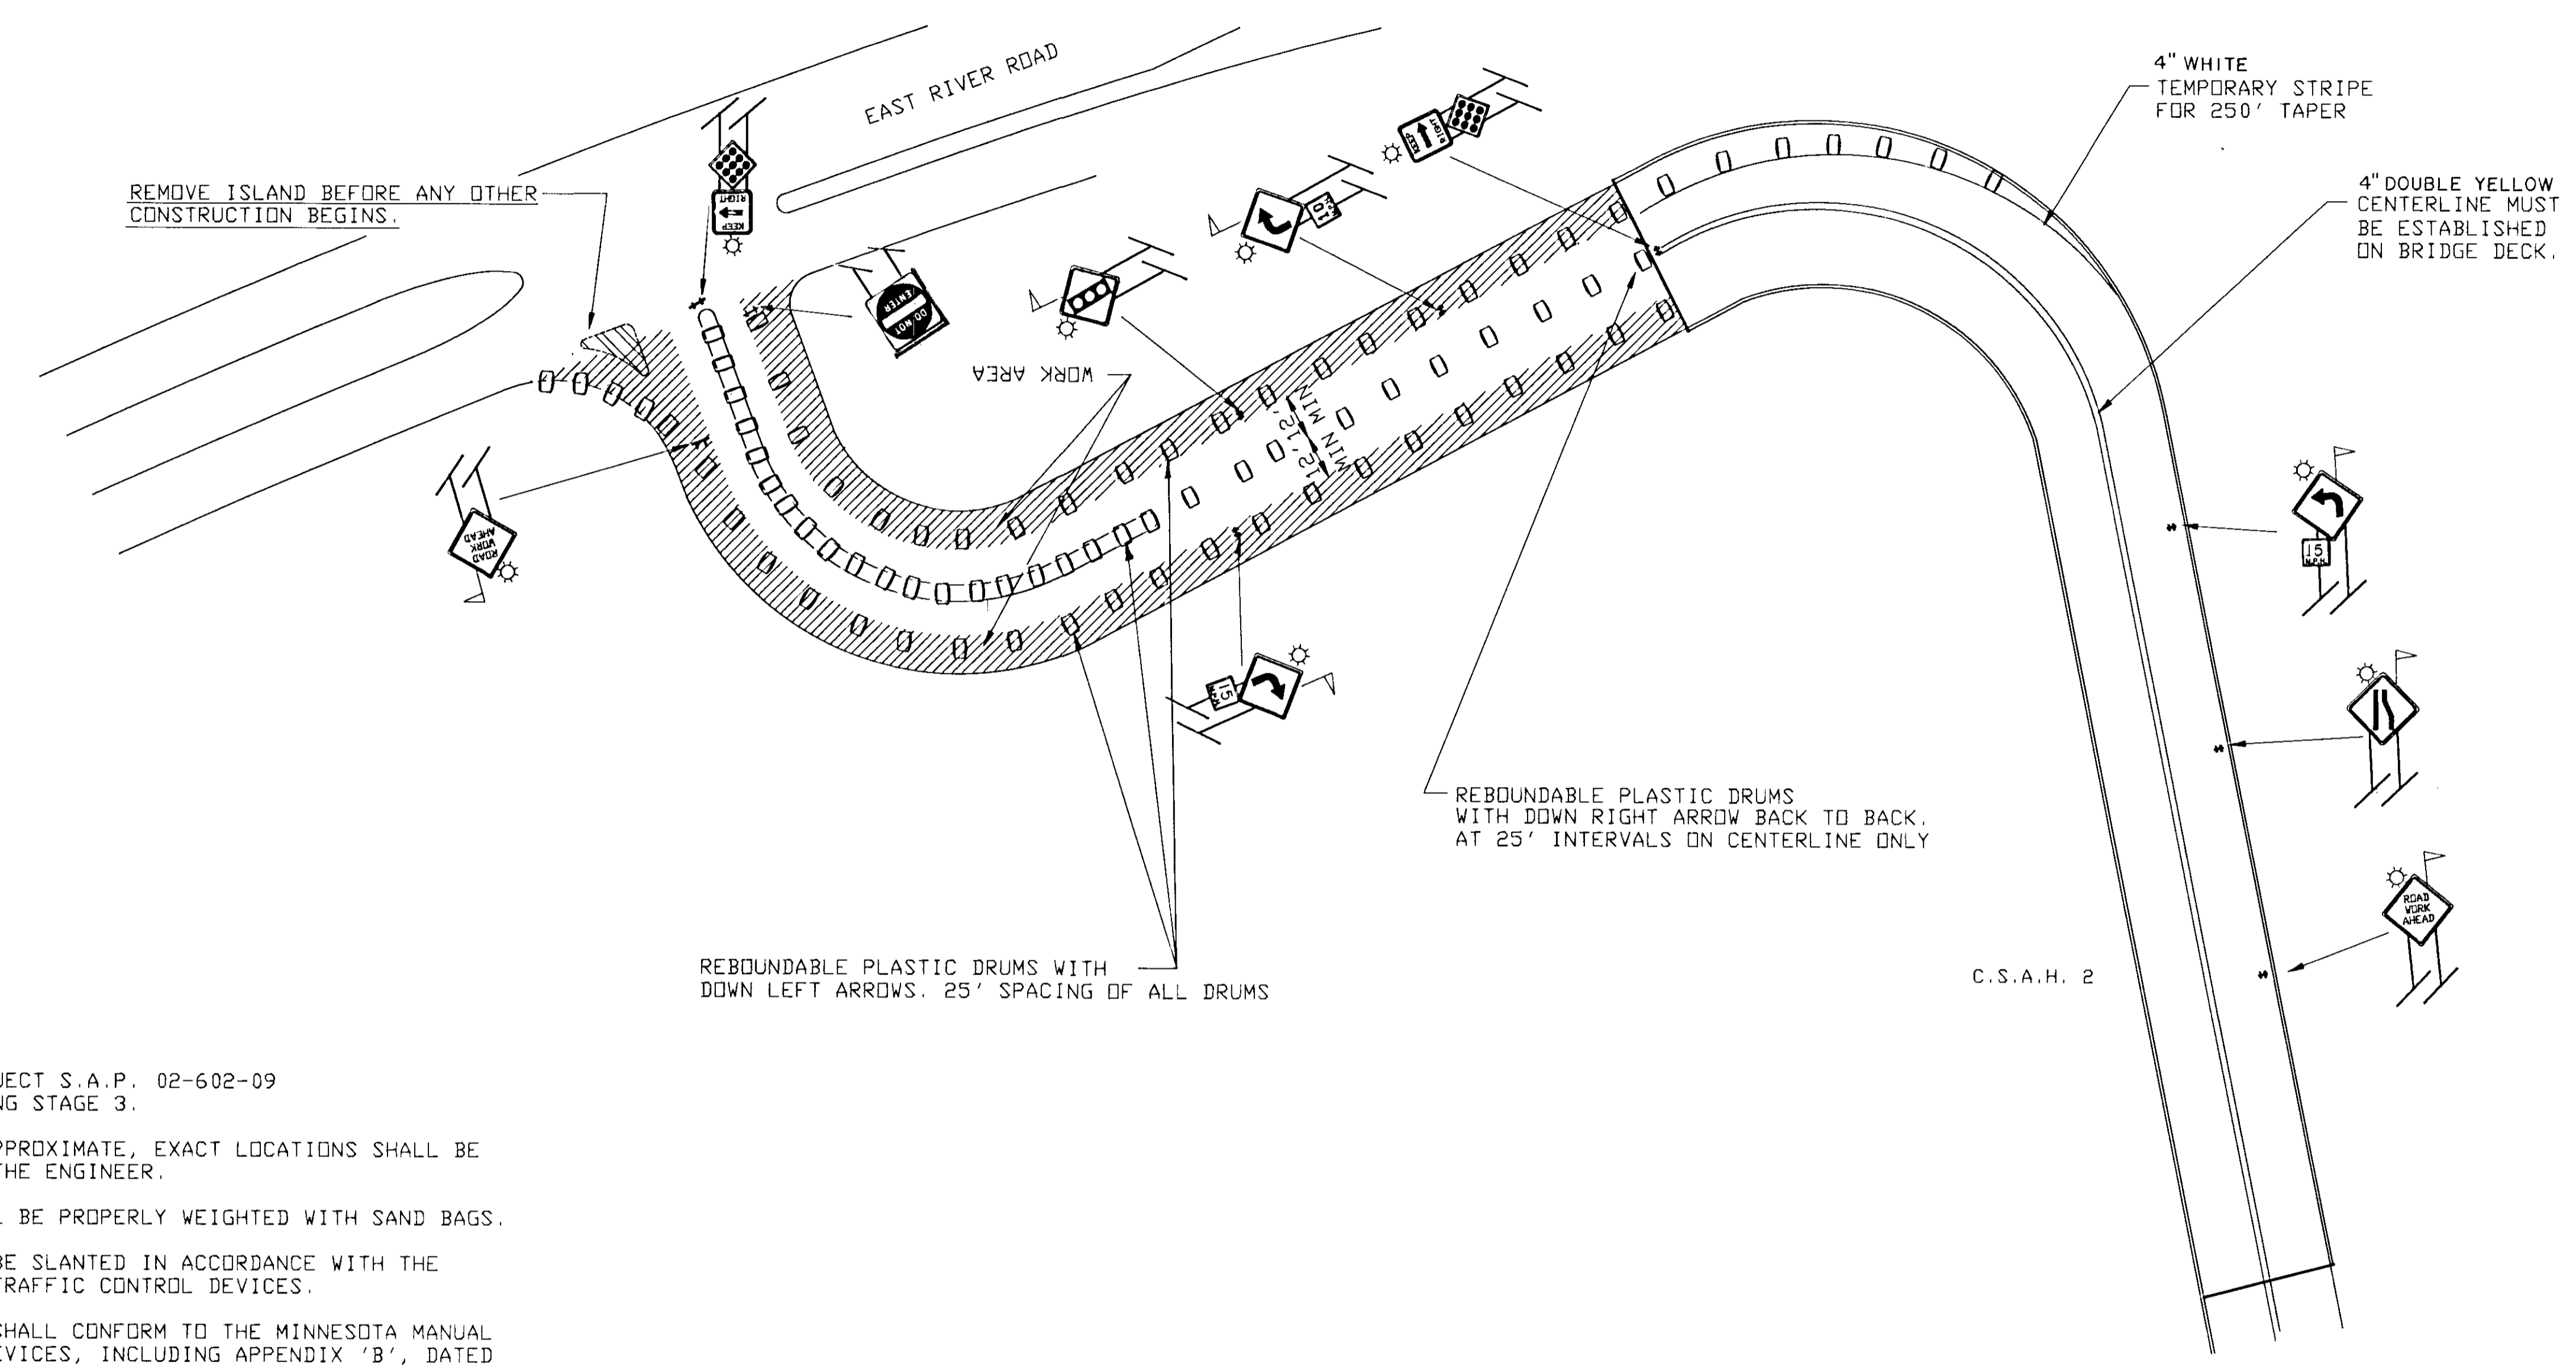 EAST RIVER ROAD
4" WHITE
TEMPORARY STRIPE
FOR 250' TAPER
REMOVE ISLAND BEFORE ANY OTHER
CONSTRUCTION BEGINS.
4" DOUBLE YELLOW
CENTERLINE MUST
BE ESTABLISHED
ON BRIDGE DECK.
KEEP
RIGHT
KEEP
RIGHT
10
M.P.H.
DO NOT
ENTER
WORK AREA
12' MIN
12' MIN
ROAD
WORK
AHEAD
15
M.P.H.
15
M.P.H.
REBOUNDABLE PLASTIC DRUMS
WITH DOWN RIGHT ARROW BACK TO BACK.
AT 25' INTERVALS ON CENTERLINE ONLY
ROAD
WORK
AHEAD
REBOUNDABLE PLASTIC DRUMS WITH
DOWN LEFT ARROWS. 25' SPACING OF ALL DRUMS
C.S.A.H. 2
JECT S.A.P. 02-602-09
NG STAGE 3.
PPROXIMATE, EXACT LOCATIONS SHALL BE
THE ENGINEER.
L BE PROPERLY WEIGHTED WITH SAND BAGS.
BE SLANTED IN ACCORDANCE WITH THE
TRAFFIC CONTROL DEVICES.
SHALL CONFORM TO THE MINNESOTA MANUAL
EVICES, INCLUDING APPENDIX 'B', DATED